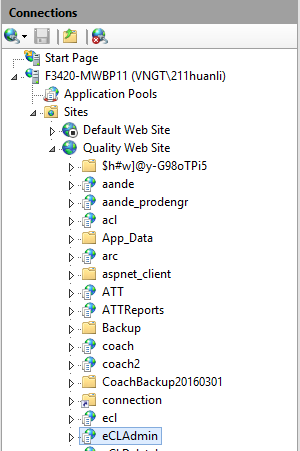 Connections
Start Page
F3420-MWBP11 (VNGT\211huanli)
Application Pools
Sites
Default Web Site
Quality Web Site
$h#w]@y-G98oTPi5
aande
aande_prodengr
acl
App_Data
arc
aspnet_client
ATT
ATTReports
Backup
coach
coach2
CoachBackup20160301
connection
ecl
eCLAdmin